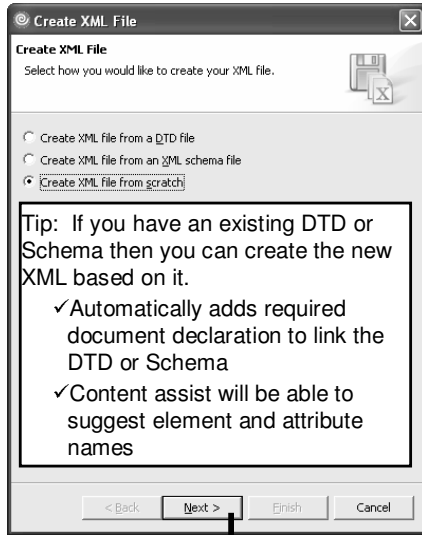 Create XML File
Create XML File
Select how you would like to create your XML file.
Create XML file from a DTD file
Create XML file from an XML schema file
Create XML file from scratch
Tip: If you have an existing DTD or
Schema then you can create the new
XML based on it.
✓Automatically adds required
document declaration to link the
DTD or Schema
✓Content assist will be able to
suggest element and attribute
names
< Back Next > Finish Cancel